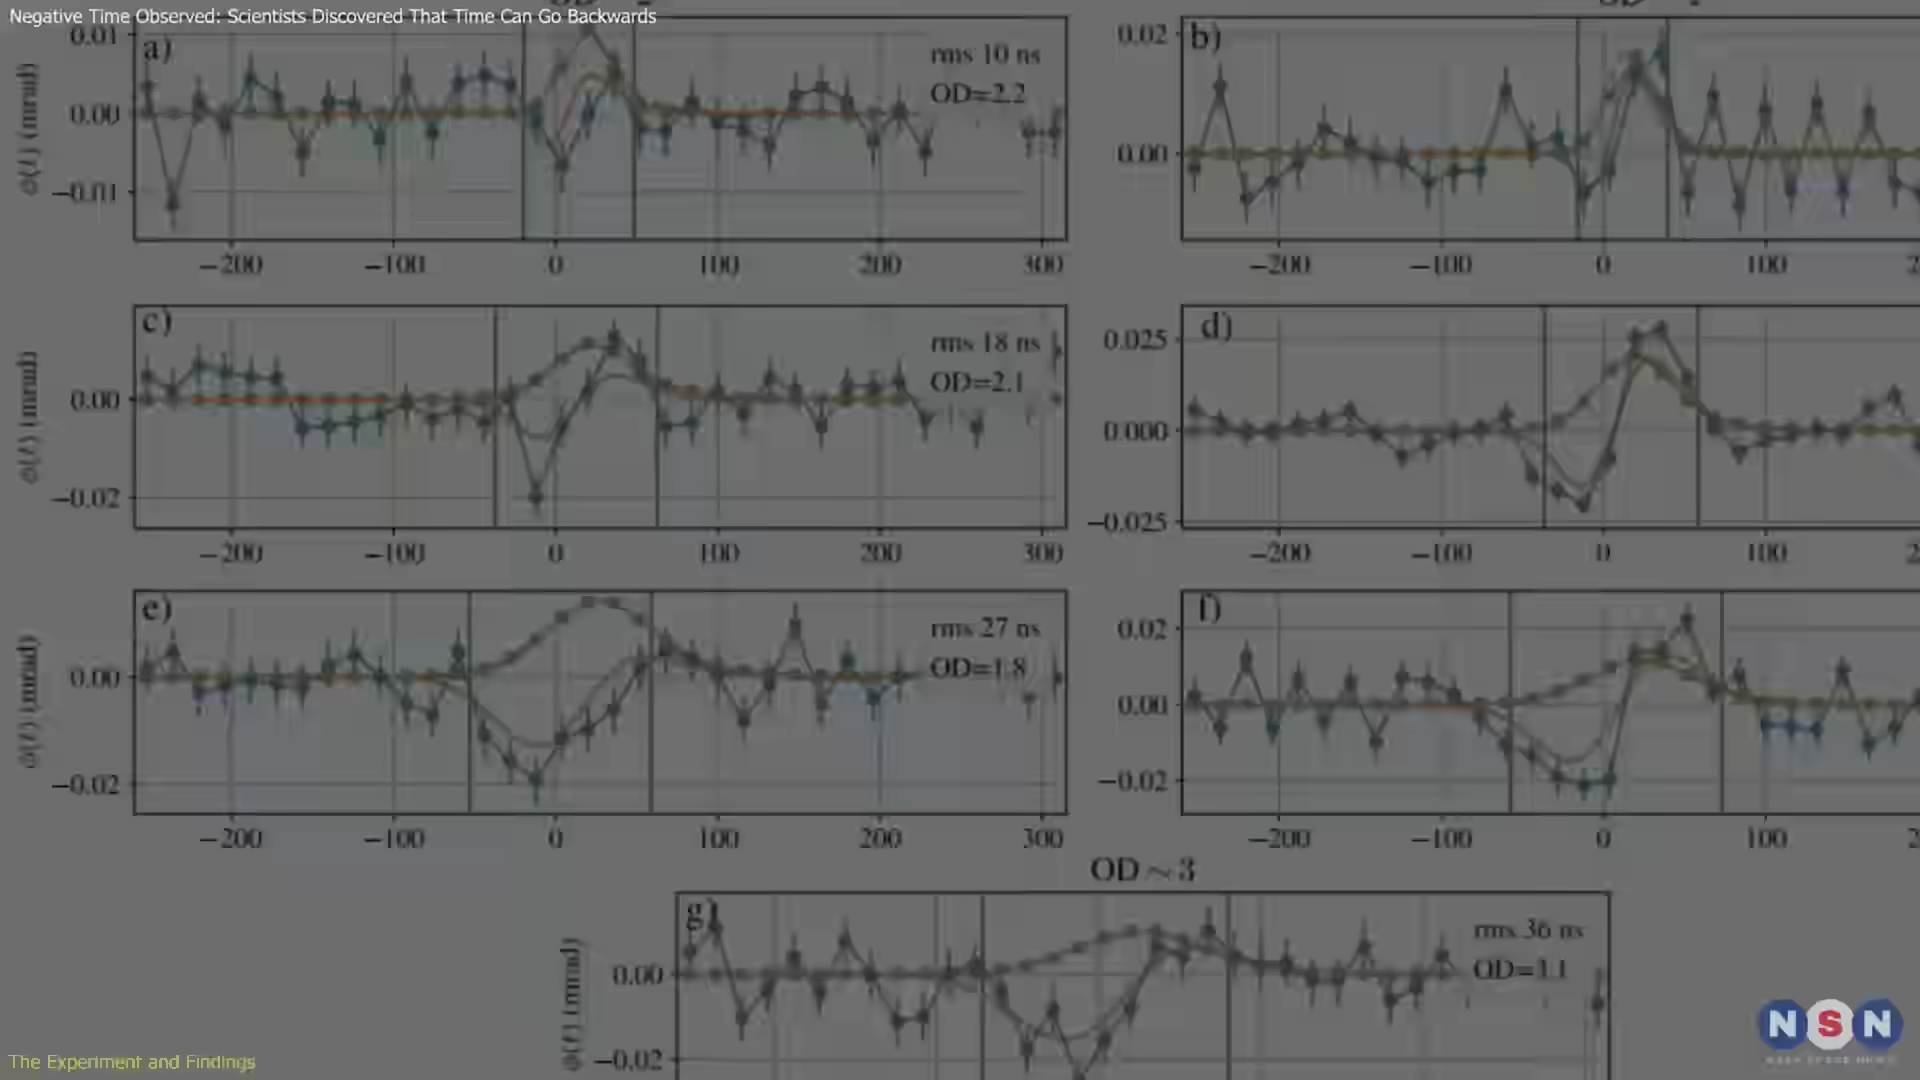 Negative Time Observed: Scientists Discovered That Time Can Go Backwards
a)
rms 10 ns
OD=2.2
0.01
0.00
−0.01
−200 −100 0 100 200 300
b)
0.02
0.00
−200 −100 0 100
c)
rms 18 ns
OD=2.1
0.00
−0.02
−200 −100 0 100 200 300
d)
0.025
0.000
−0.025
−200 −100 0 100
e)
rms 27 ns
OD=1.8
0.00
−0.02
−200 −100 0 100 200 300
f)
0.02
0.00
−0.02
−200 −100 0 100
OD ~ 3
g)
rms 36 ns
0.00
−0.02
NSN
The Experiment and Findings